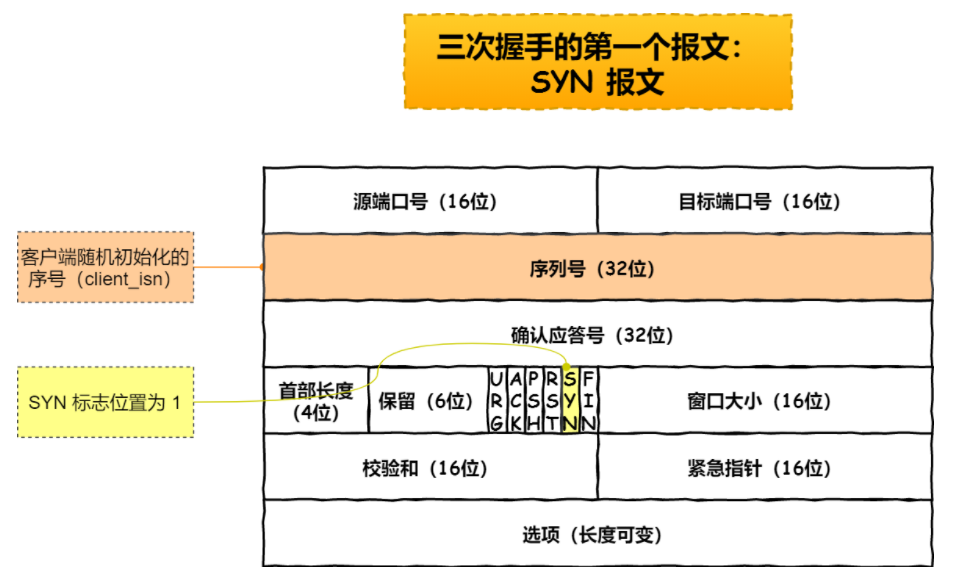 三次握手的第一个报文：
SYN 报文
源端口号（16位）
目标端口号（16位）
客户端随机初始化的
序号（client_isn）
序列号（32位）
确认应答号（32位）
SYN 标志位置为 1
首部长度
（4位）
保留（6位）
URG
ACK
PSH
RST
SYN
FIN
窗口大小（16位）
校验和（16位）
紧急指针（16位）
选项（长度可变）